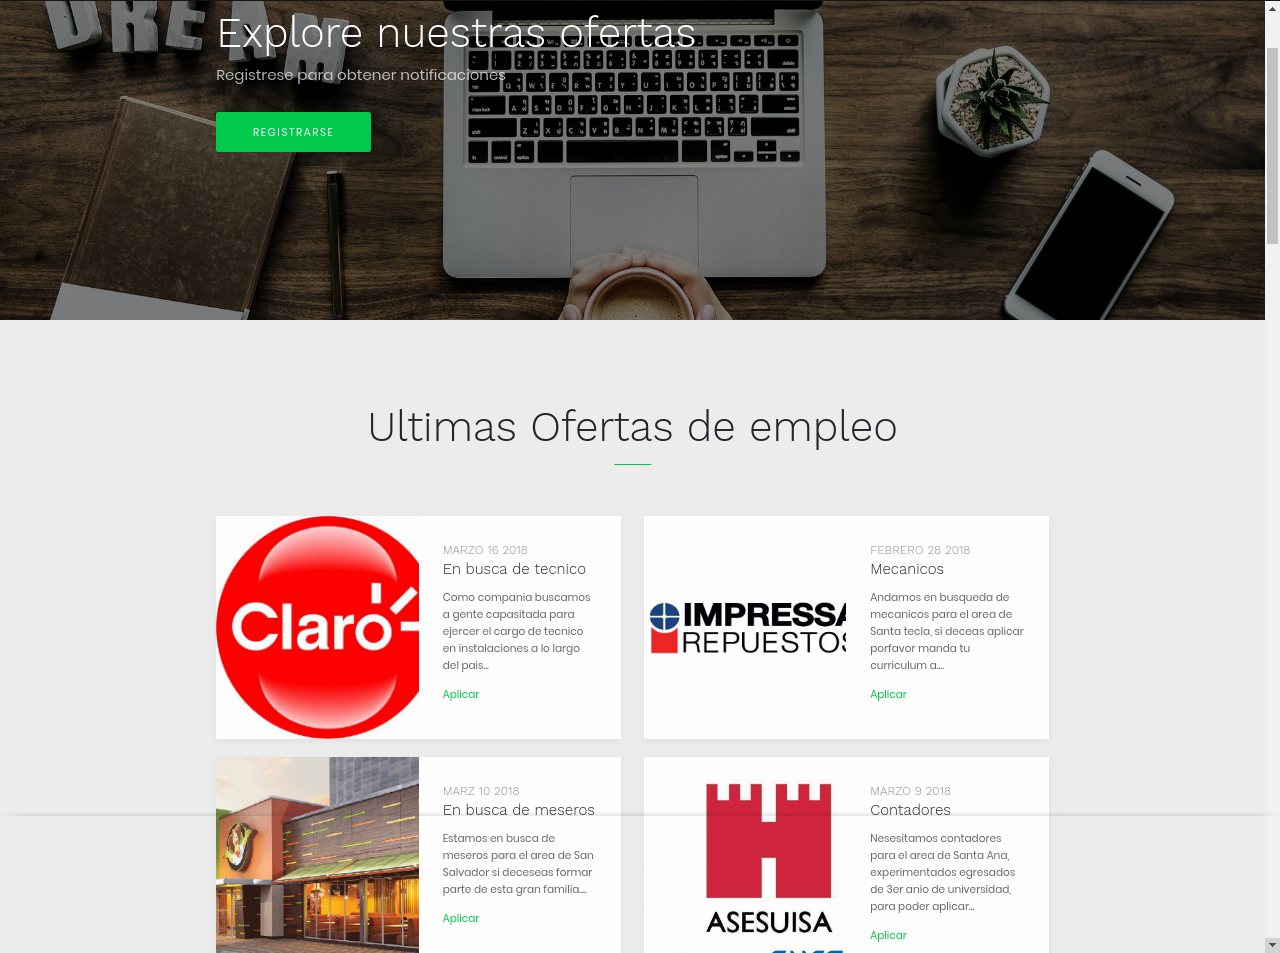 DREAM
Explore nuestras ofertas
Registrese para obtener notificaciones
REGISTRARSE
Ultimas Ofertas de empleo
Claro
MARZO 16 2018
En busca de tecnico
Como compania buscamos
a gente capasitada para
ejercer el cargo de tecnico
en instalaciones a lo largo
del pais...
Aplicar
IMPRESSA
REPUESTOS
FEBRERO 28 2018
Mecanicos
Andamos en busqueda de
mecanicos para el area de
Santa tecla, si deceas aplicar
porfavor manda tu
curriculum a....
Aplicar
MARZ 10 2018
En busca de meseros
Estamos en busca de
meseros para el area de San
Salvador si deceseas formar
parte de esta gran familia....
Aplicar
ASESUISA
MARZO 9 2018
Contadores
Nesesitamos contadores
para el area de Santa Ana,
experimentados egresados
de 3er anio de universidad,
para poder aplicar...
Aplicar